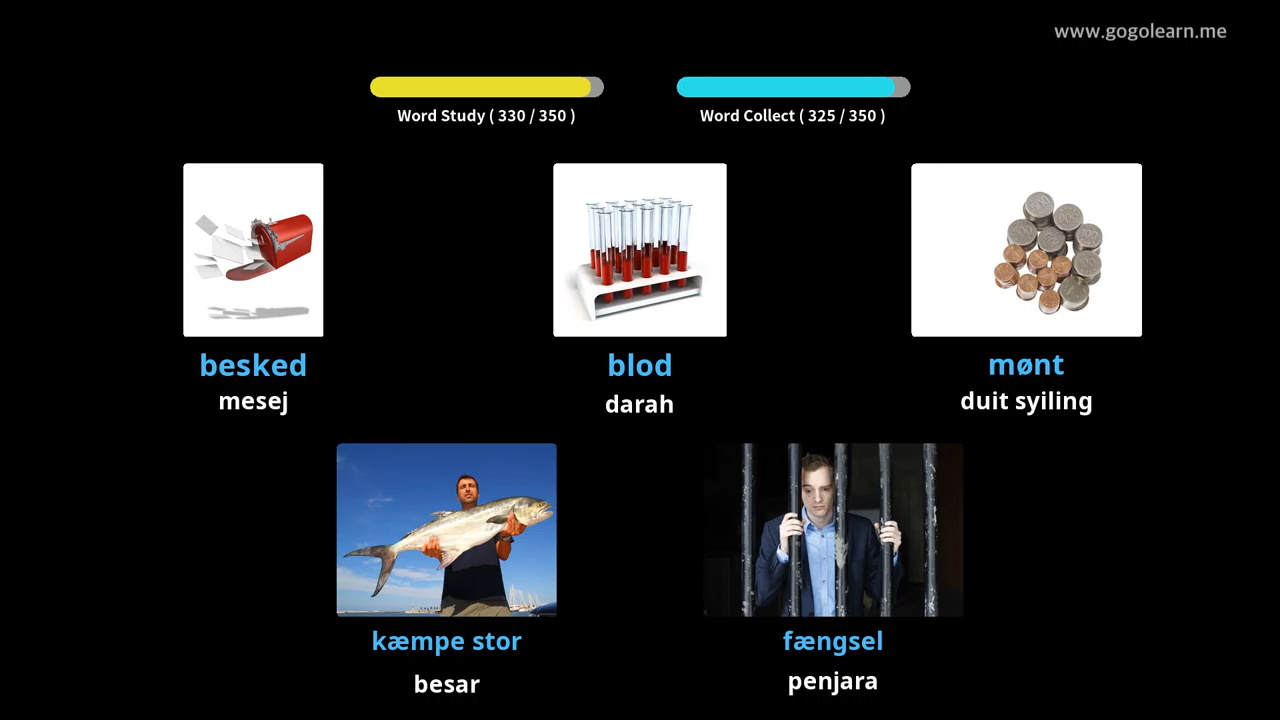 www.gogolearn.me
Word Study ( 330 / 350 )
Word Collect ( 325 / 350 )
besked
mesej
blod
darah
mønt
duit syiling
kæmpe stor
besar
fængsel
penjara